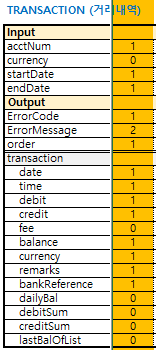 TRANSACTION (거래내역)
Input
acctNum 1
currency 0
startDate 1
endDate 1
Output
ErrorCode 1
ErrorMessage 2
order 1
transaction
date 1
time 1
debit 1
credit 1
fee 0
balance 1
currency 1
remarks 1
bankReference 1
dailyBal 0
debitSum 0
creditSum 0
lastBalOfList 0